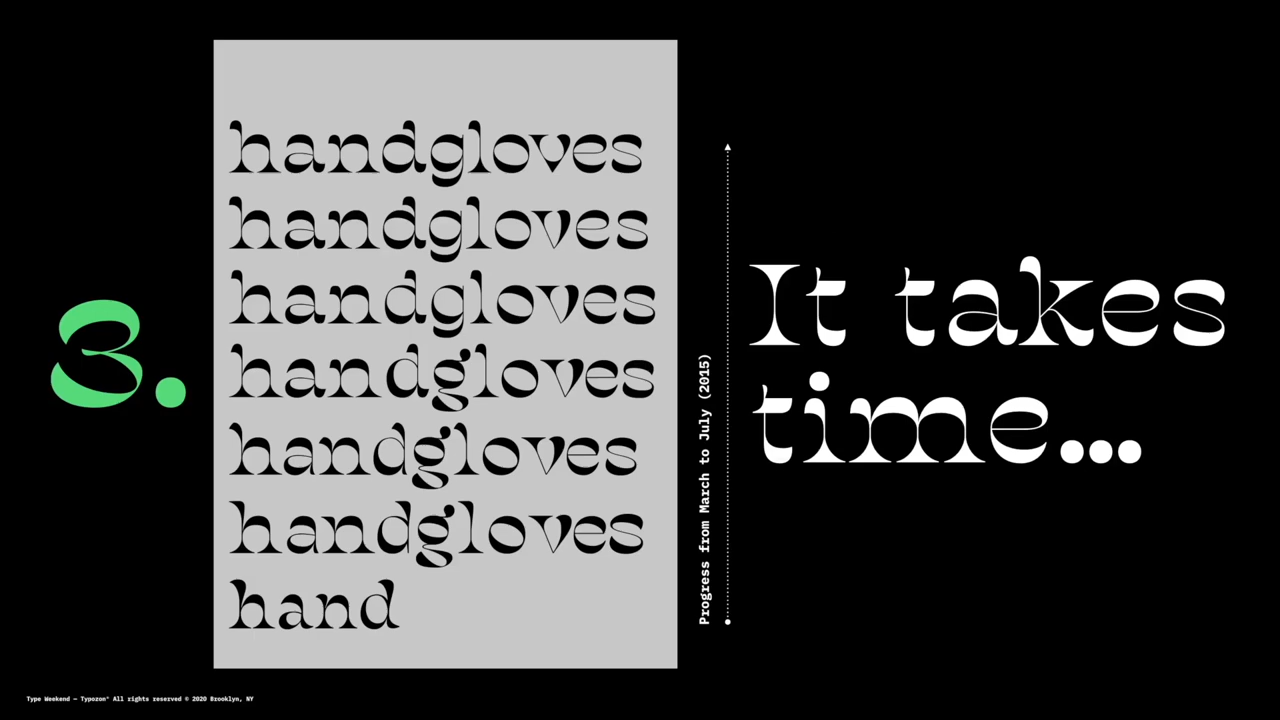 3.
handgloves
handgloves
handgloves
handgloves
handgloves
handgloves
hand
Progress from March to July (2015)
It takes
time...
Type Weekend — Typozon® All rights reserved © 2020 Brooklyn, NY